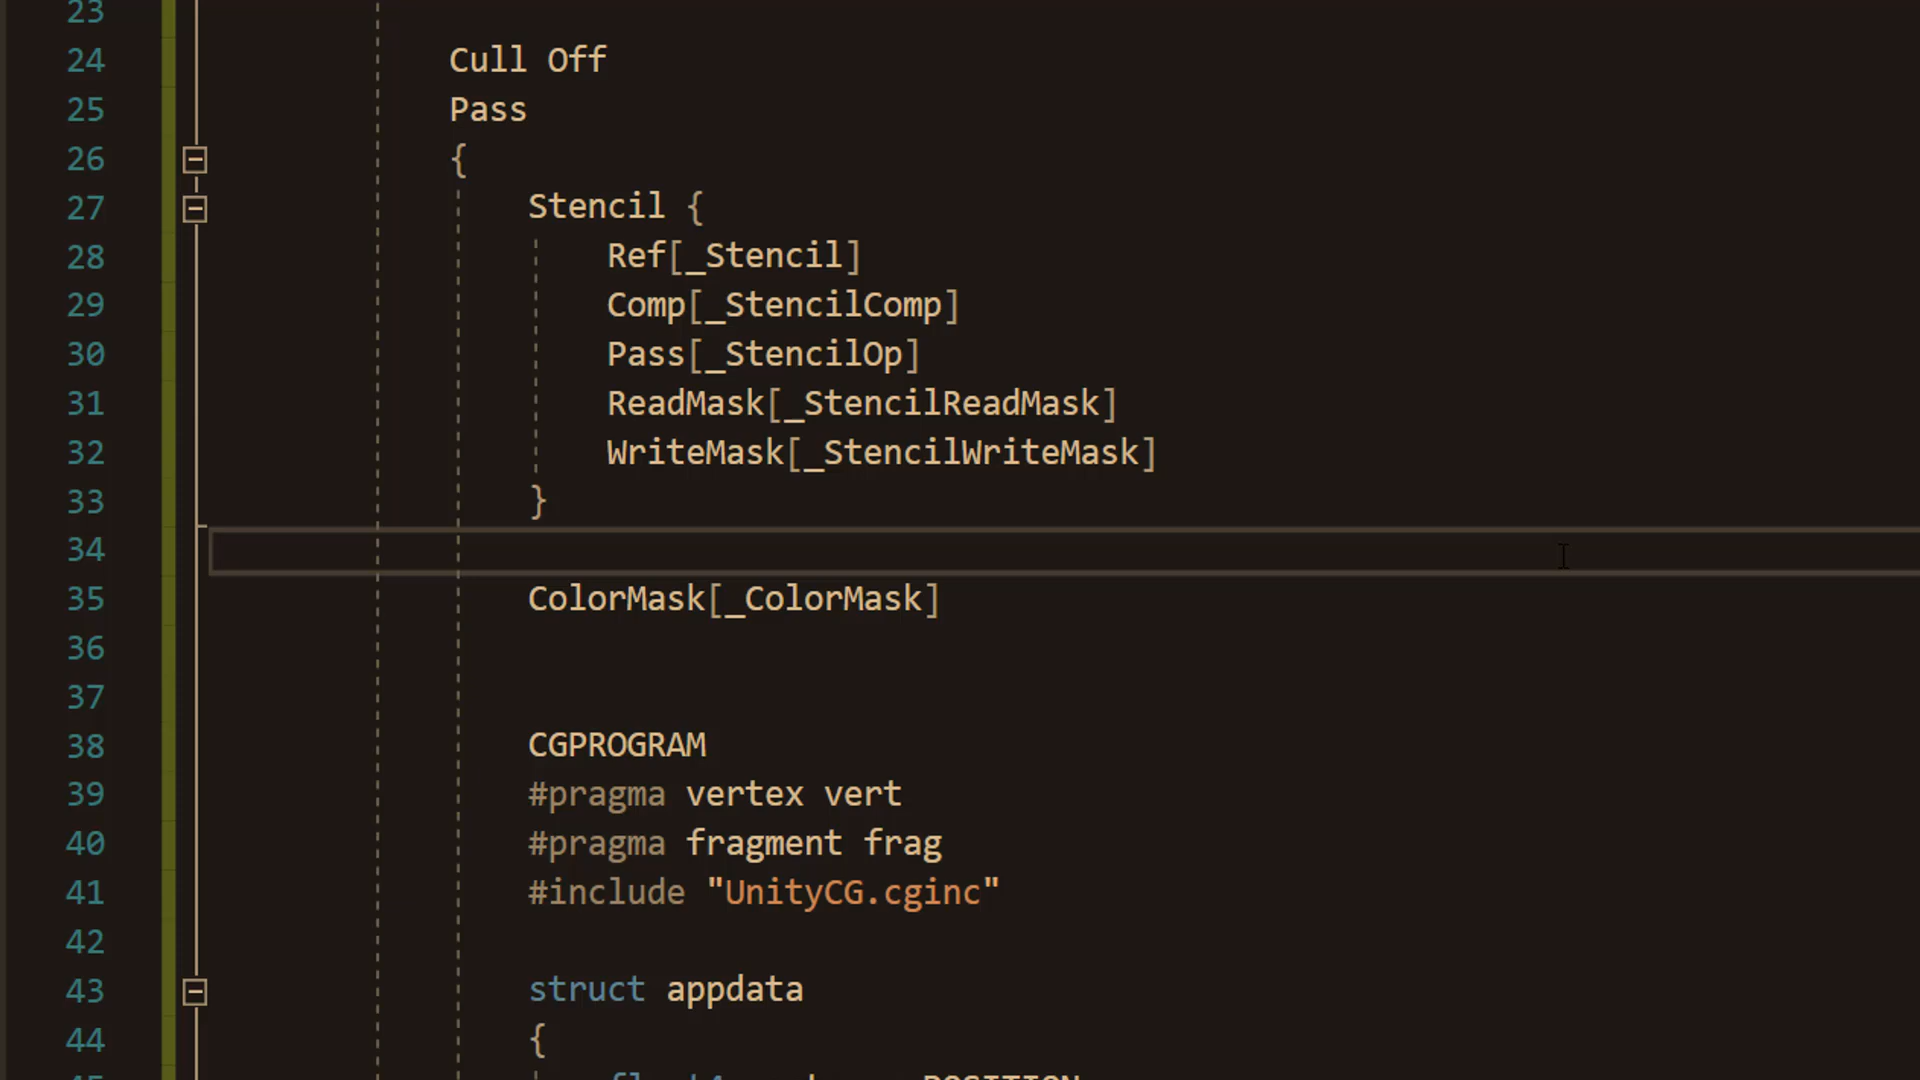 23
24 Cull Off
25 Pass
26 {
27 Stencil {
28 Ref[_Stencil]
29 Comp[_StencilComp]
30 Pass[_StencilOp]
31 ReadMask[_StencilReadMask]
32 WriteMask[_StencilWriteMask]
33 }
34
35 ColorMask[_ColorMask]
36
37
38 CGPROGRAM
39 #pragma vertex vert
40 #pragma fragment frag
41 #include "UnityCG.cginc"
42
43 struct appdata
44 {
POSITION